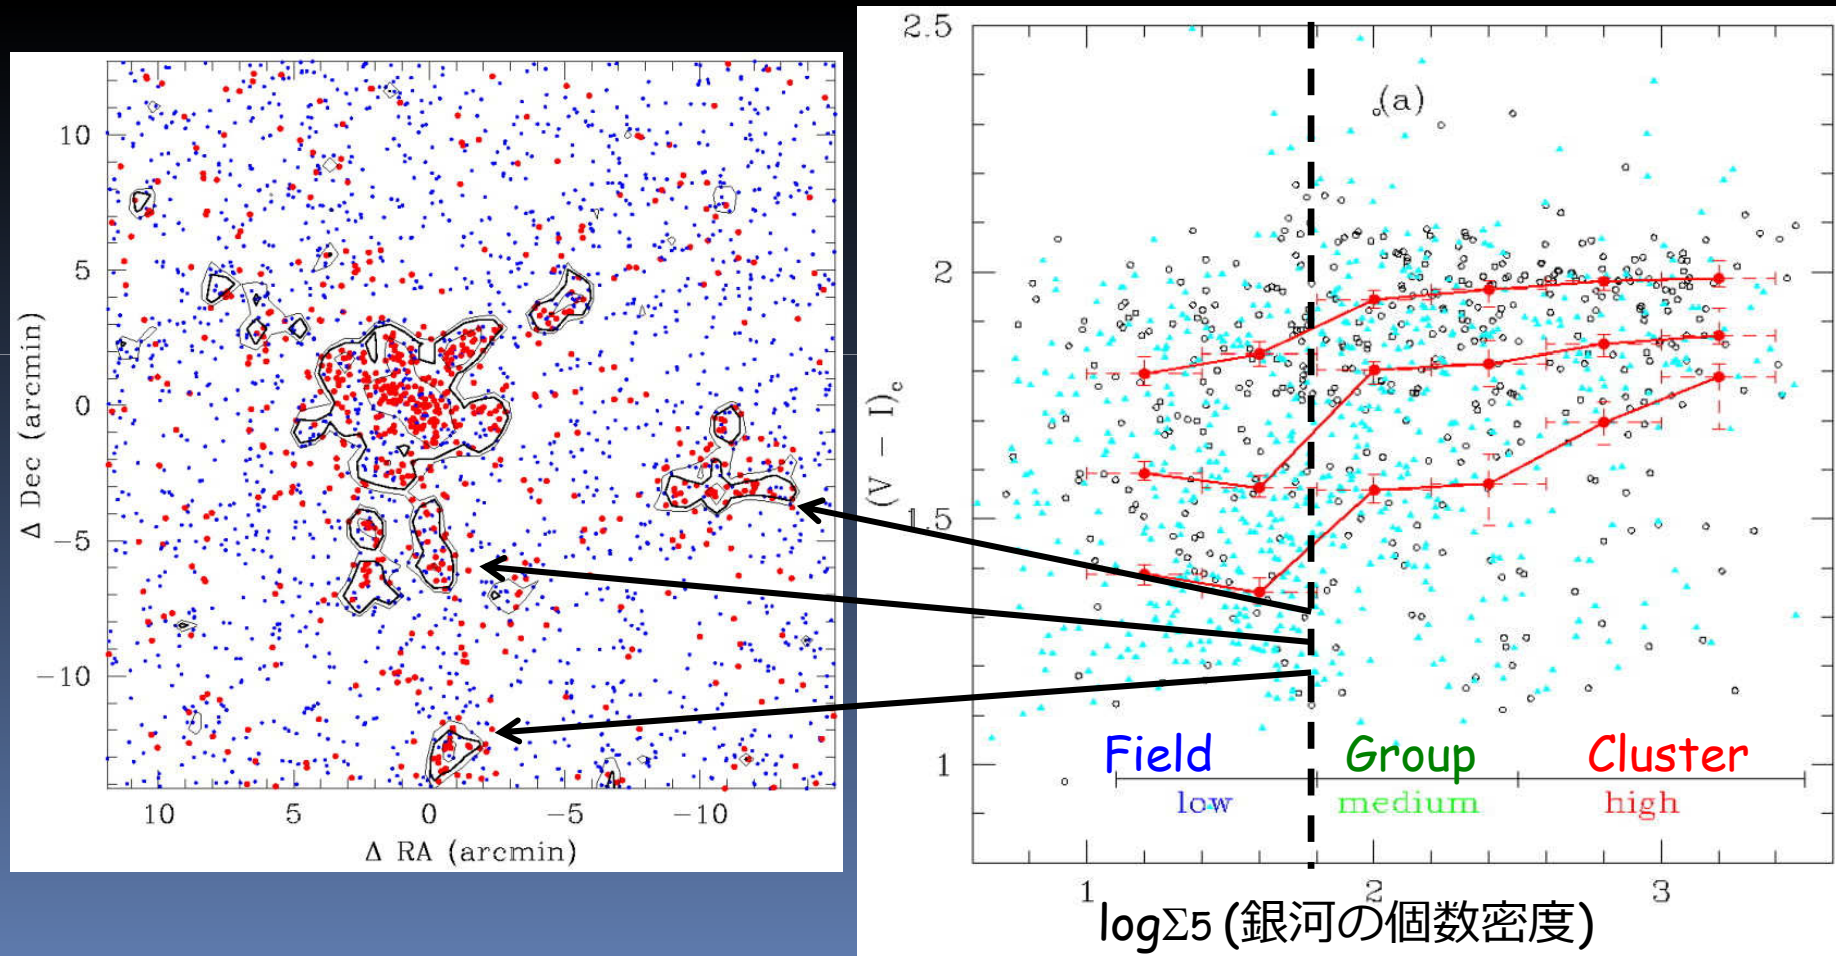 10
5
0
−5
−10
Δ Dec (arcmin)
10 5 0 −5 −10
Δ RA (arcmin)
2.5
2
1.5
1
(V − I)c
(a)
Field Group Cluster
low medium high
1 2 3
logΣ5 (銀河の個数密度)